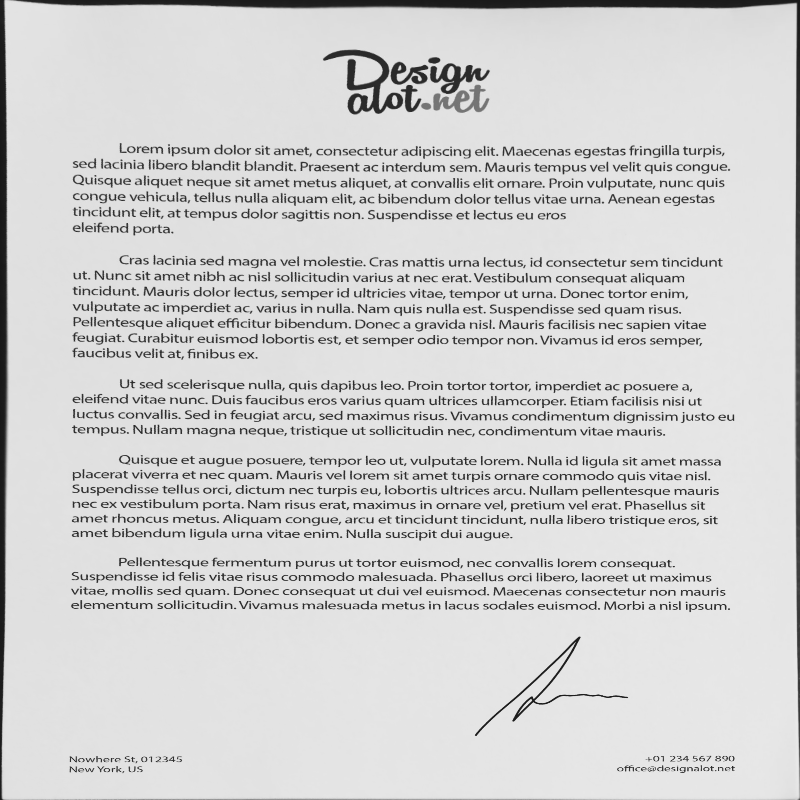 Design
alot.net
Lorem ipsum dolor sit amet, consectetur adipiscing elit. Maecenas egestas fringilla turpis,
sed lacinia libero blandit blandit. Praesent ac interdum sem. Mauris tempus vel velit quis congue.
Quisque aliquet neque sit amet metus aliquet, at convallis elit ornare. Proin vulputate, nunc quis
congue vehicula, tellus nulla aliquam elit, ac bibendum dolor tellus vitae urna. Aenean egestas
tincidunt elit, at tempus dolor sagittis non. Suspendisse et lectus eu eros
eleifend porta.
Cras lacinia sed magna vel molestie. Cras mattis urna lectus, id consectetur sem tincidunt
ut. Nunc sit amet nibh ac nisl sollicitudin varius at nec erat. Vestibulum consequat aliquam
tincidunt. Mauris dolor lectus, semper id ultricies vitae, tempor ut urna. Donec tortor enim,
vulputate ac imperdiet ac, varius in nulla. Nam quis nulla est. Suspendisse sed quam risus.
Pellentesque aliquet efficitur bibendum. Donec a gravida nisl. Mauris facilisis nec sapien vitae
feugiat. Curabitur euismod lobortis est, et semper odio tempor non. Vivamus id eros semper,
faucibus velit at, finibus ex.
Ut sed scelerisque nulla, quis dapibus leo. Proin tortor tortor, imperdiet ac posuere a,
eleifend vitae nunc. Duis faucibus eros varius quam ultrices ullamcorper. Etiam facilisis nisi ut
luctus convallis. Sed in feugiat arcu, sed maximus risus. Vivamus condimentum dignissim justo eu
tempus. Nullam magna neque, tristique ut sollicitudin nec, condimentum vitae mauris.
Quisque et augue posuere, tempor leo ut, vulputate lorem. Nulla id ligula sit amet massa
placerat viverra et nec quam. Mauris vel lorem sit amet turpis ornare commodo quis vitae nisl.
Suspendisse tellus orci, dictum nec turpis eu, lobortis ultrices arcu. Nullam pellentesque mauris
nec ex vestibulum porta. Nam risus erat, maximus in ornare vel, pretium vel erat. Phasellus sit
amet rhoncus metus. Aliquam congue, arcu et tincidunt tincidunt, nulla libero tristique eros, sit
amet bibendum ligula urna vitae enim. Nulla suscipit dui augue.
Pellentesque fermentum purus ut tortor euismod, nec convallis lorem consequat.
Suspendisse id felis vitae risus commodo malesuada. Phasellus orci libero, laoreet ut maximus
vitae, mollis sed quam. Donec consequat ut dui vel euismod. Maecenas consectetur non mauris
elementum sollicitudin. Vivamus malesuada metus in lacus sodales euismod. Morbi a nisl ipsum.
Nowhere St, 012345
New York, US
+01 234 567 890
office@designalot.net